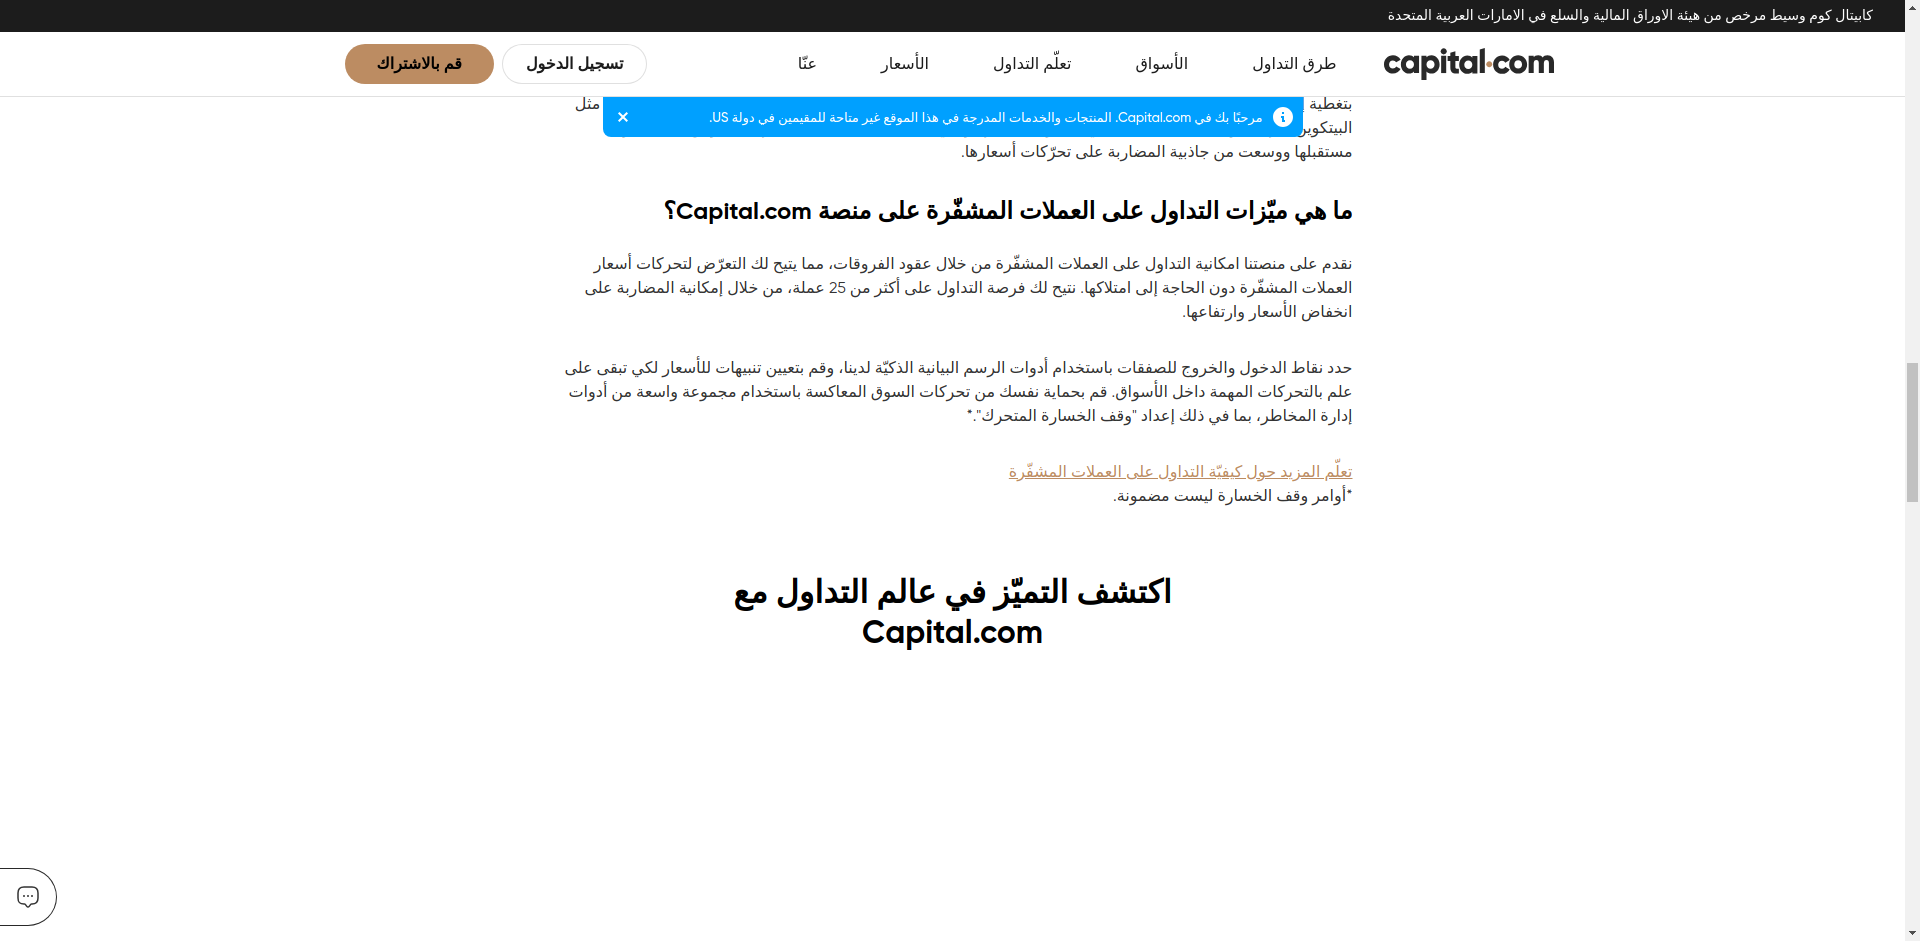 كابيتال كوم وسيط مرخص من هيئة الاوراق المالية والسلع في الامارات العربية المتحدة
capital.com
طرق التداول
الأسواق
تعلّم التداول
الأسعار
عنّا
تسجيل الدخول
قم بالاشتراك
مرحبًا بك في Capital.com. المنتجات والخدمات المدرجة في هذا الموقع غير متاحة للمقيمين في دولة US.
بتغطية مثل
البيتكوين
مستقبلها ووسعت من جاذبية المضاربة على تحرّكات أسعارها.
ما هي ميّزات التداول على العملات المشفّرة على منصة Capital.com؟
نقدم على منصتنا امكانية التداول على العملات المشفّرة من خلال عقود الفروقات، مما يتيح لك التعرّض لتحركات أسعار
العملات المشفّرة دون الحاجة إلى امتلاكها. نتيح لك فرصة التداول على أكثر من 25 عملة، من خلال إمكانية المضاربة على
انخفاض الأسعار وارتفاعها.
حدد نقاط الدخول والخروج للصفقات باستخدام أدوات الرسم البيانية الذكيّة لدينا، وقم بتعيين تنبيهات للأسعار لكي تبقى على
علم بالتحركات المهمة داخل الأسواق. قم بحماية نفسك من تحركات السوق المعاكسة باستخدام مجموعة واسعة من أدوات
إدارة المخاطر، بما في ذلك إعداد "وقف الخسارة المتحرك".*
تعلّم المزيد حول كيفيّة التداول على العملات المشفّرة
*أوامر وقف الخسارة ليست مضمونة.
اكتشف التميّز في عالم التداول مع
Capital.com